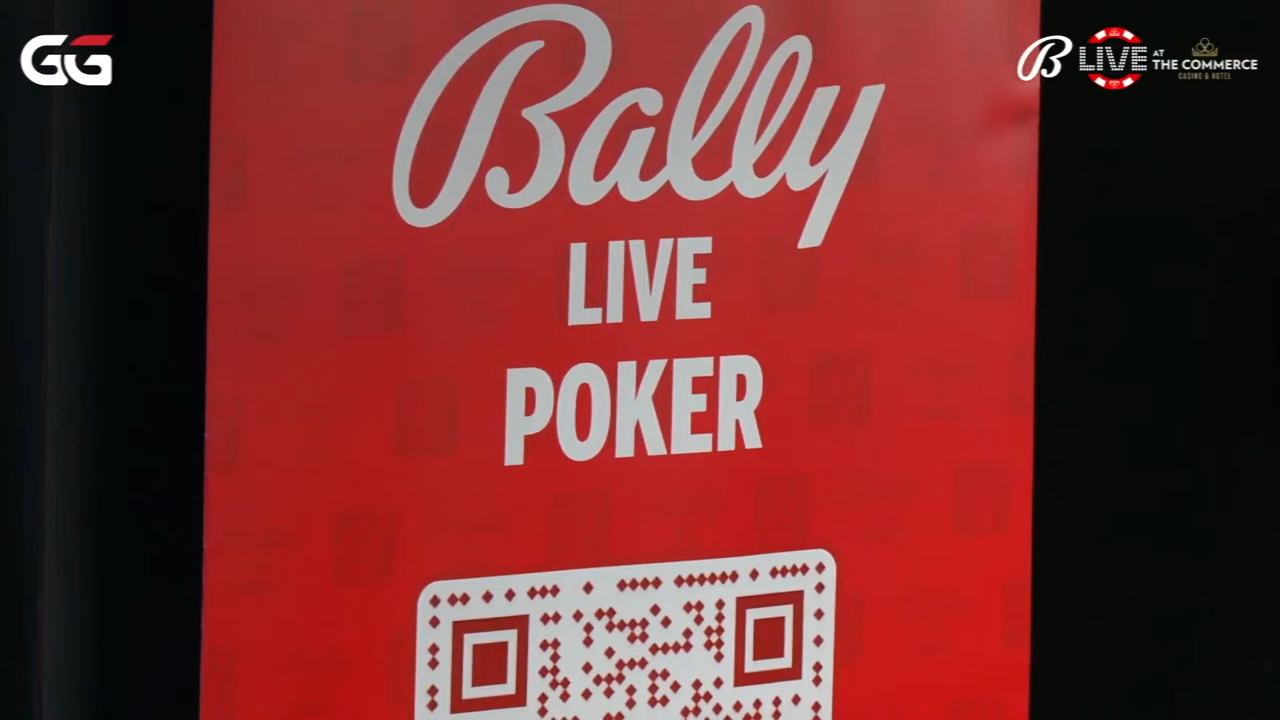 GG
B LIVE AT THE COMMERCE
CASINO & HOTEL
Bally
LIVE
POKER